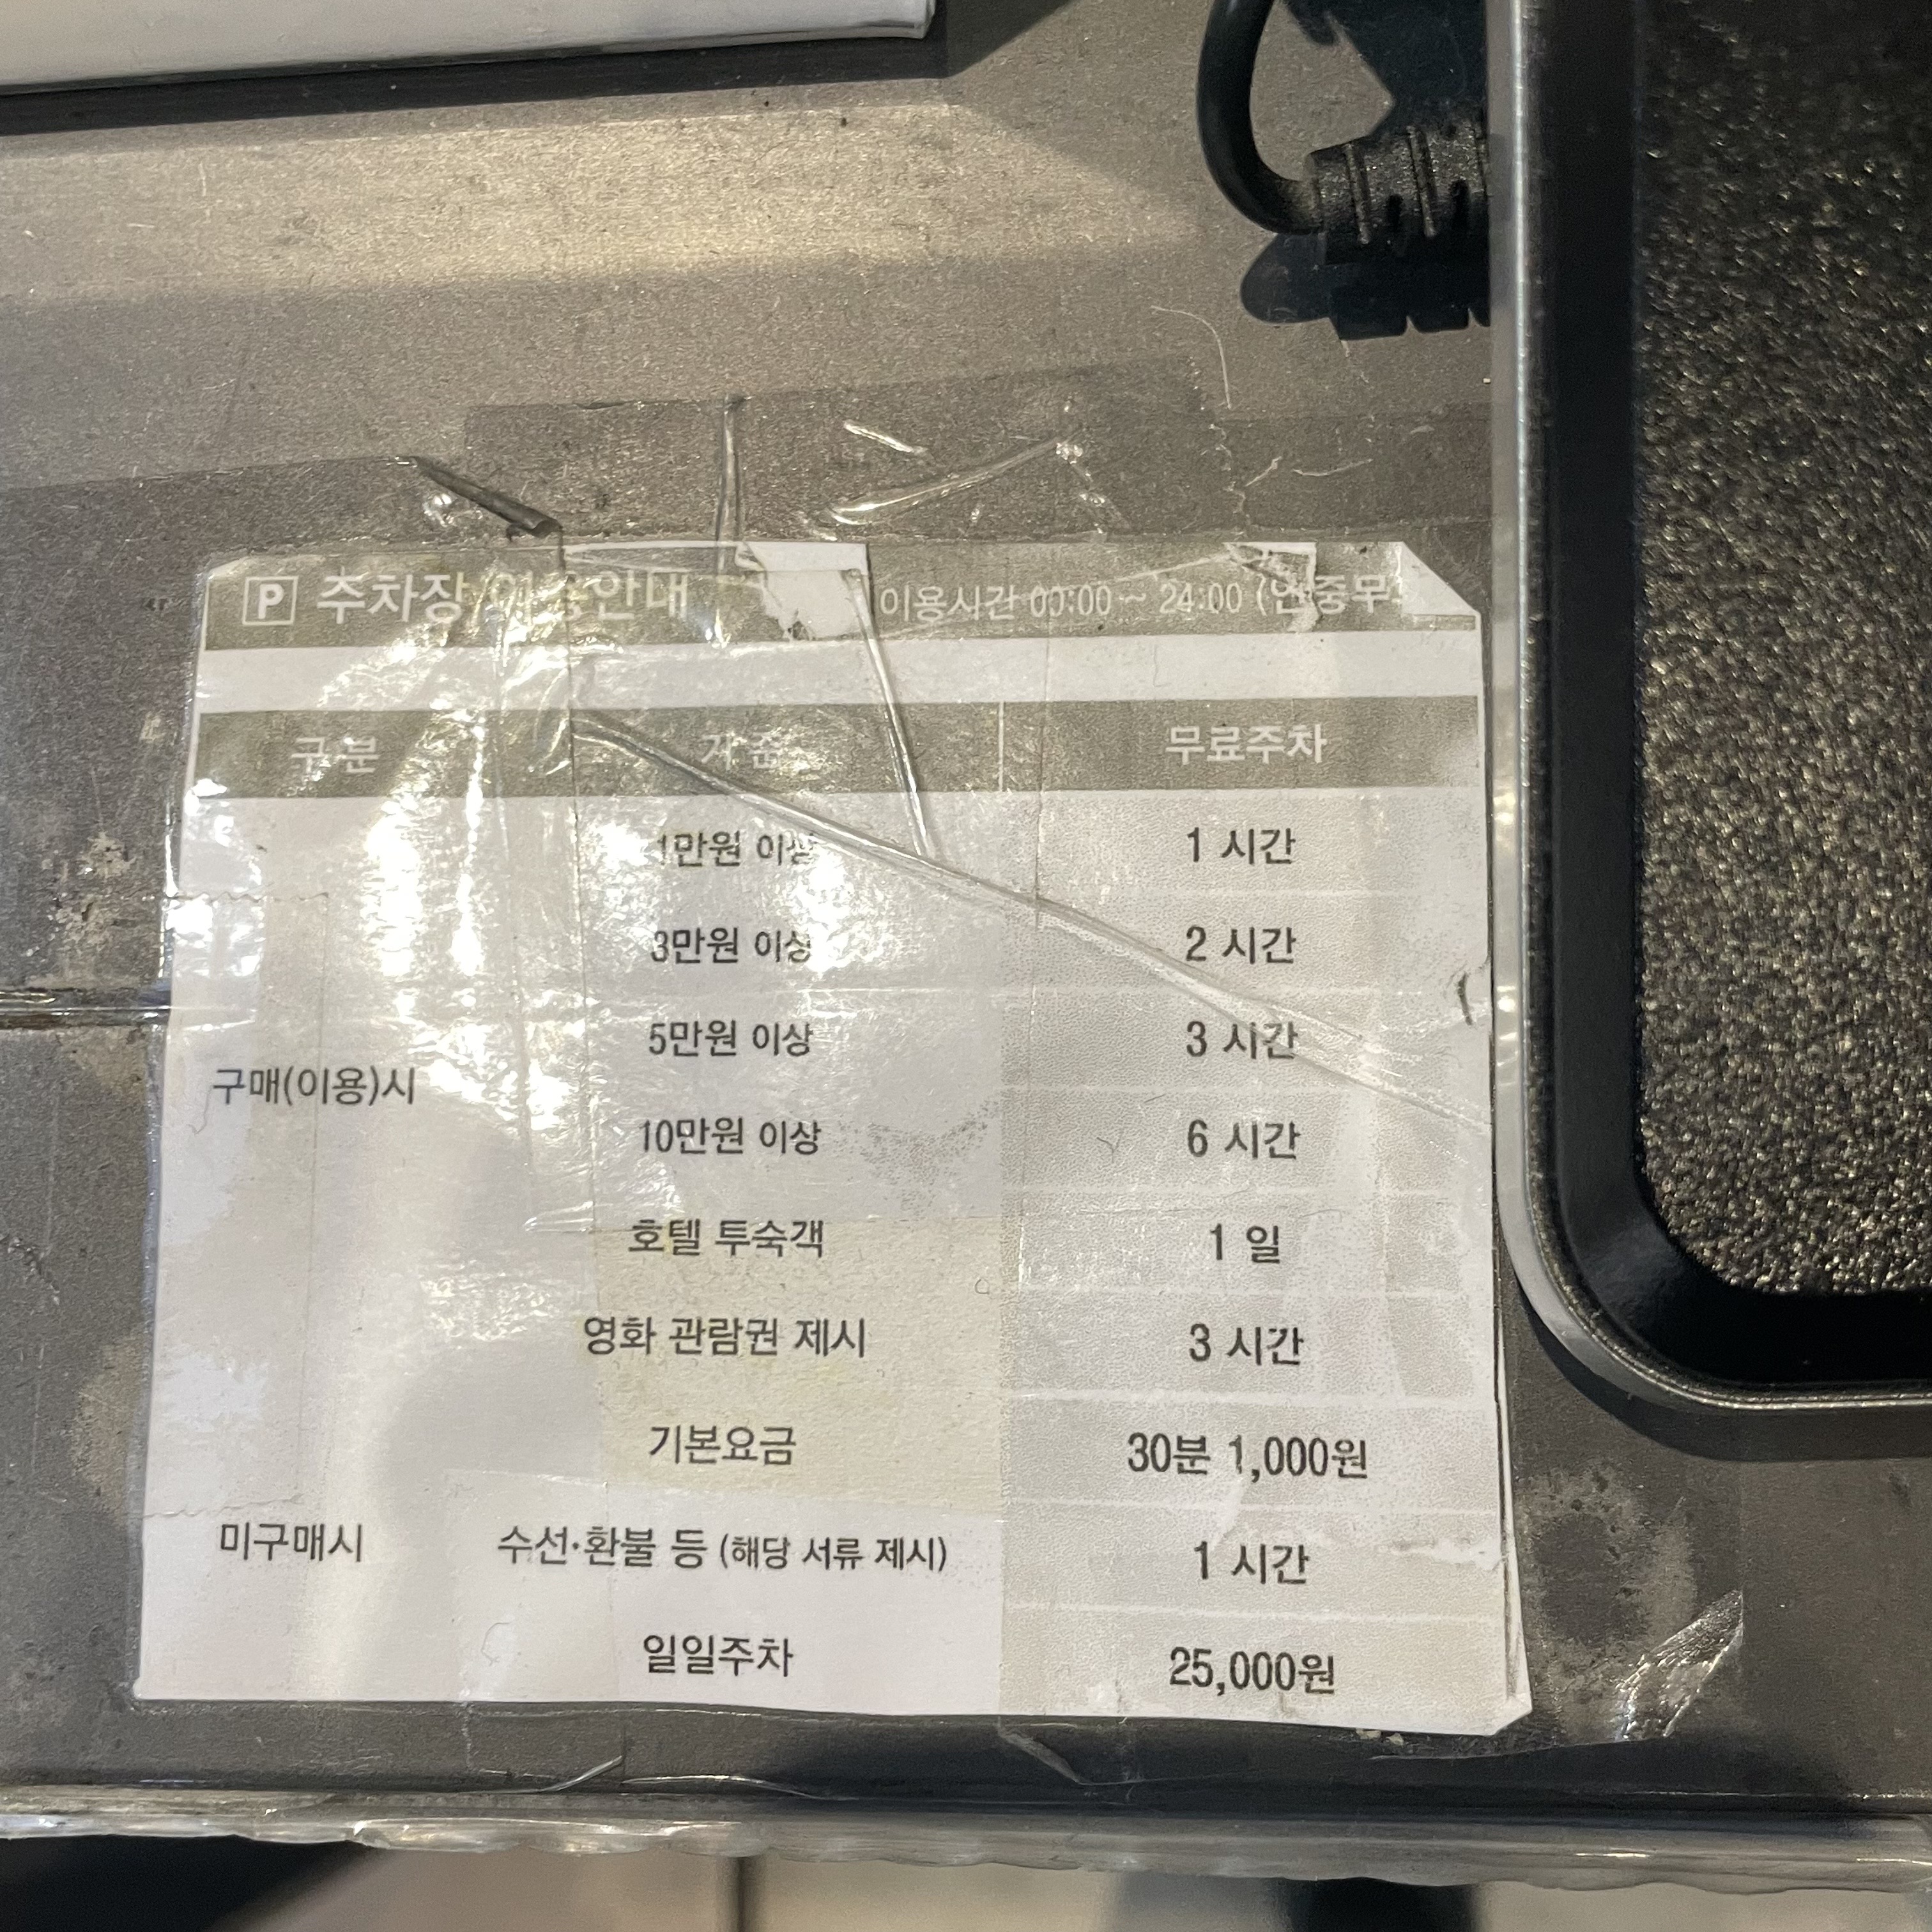 P 주차장 이용안내 이용시간 00:00 ~ 24:00 (연중무
구분 기준 무료주차
1만원 이상 1 시간
3만원 이상 2 시간
5만원 이상 3 시간
구매(이용)시
10만원 이상 6 시간
호텔 투숙객 1 일
영화 관람권 제시 3 시간
기본요금 30분 1,000원
미구매시 수선·환불 등 (해당 서류 제시) 1 시간
일일주차 25,000원